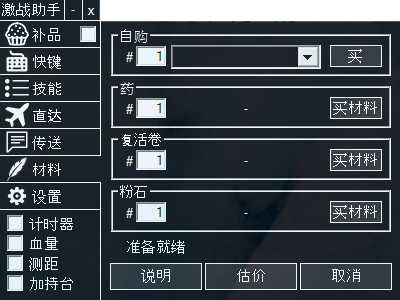 激战助手 - x
补品
快键
技能
直达
传送
材料
设置
计时器
血量
测距
加持台
自购
# 1 买
药
# 1 - 买材料
复活卷
# 1 - 买材料
粉石
# 1 - 买材料
准备就绪
说明 估价 取消